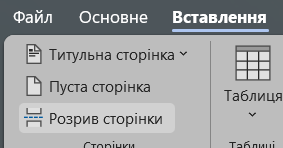 Файл Основне Вставлення
Титульна сторінка
Пуста сторінка
Розрив сторінки
Таблиця
Сторінки
Таблиці